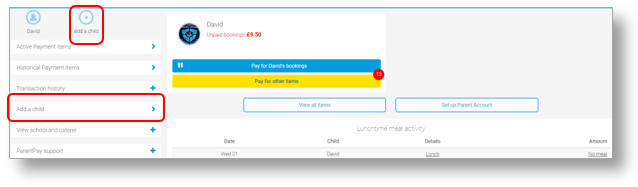 David
Add a child
Active Payment items
Historical Payment items
Transaction history
Add a child
View school and caterer
ParentPay support
David
Unpaid bookings: £9.50
Pay for David's bookings
Pay for other items
15
View all items
Set up Parent Account
Lunchtyme meal activity
Date Child Details Amount
Wed 01 David Lunch No meal